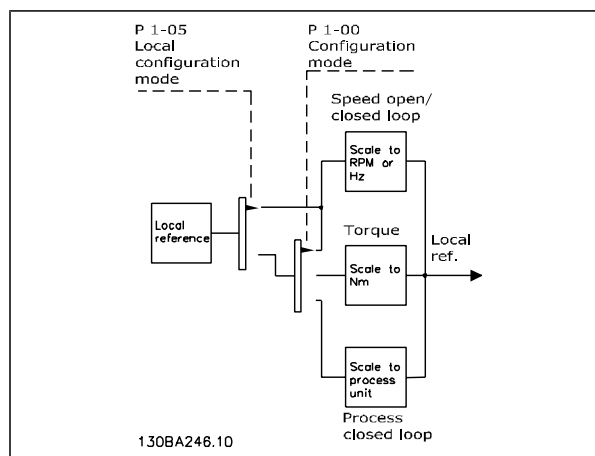 P 1-05
Local
configuration
mode
P 1-00
Configuration
mode
Speed open/
closed loop
Scale to
RPM or
Hz
Local
reference
Torque
Scale to
Nm
Local
ref.
Scale to
process
unit
Process
closed loop
130BA246.10